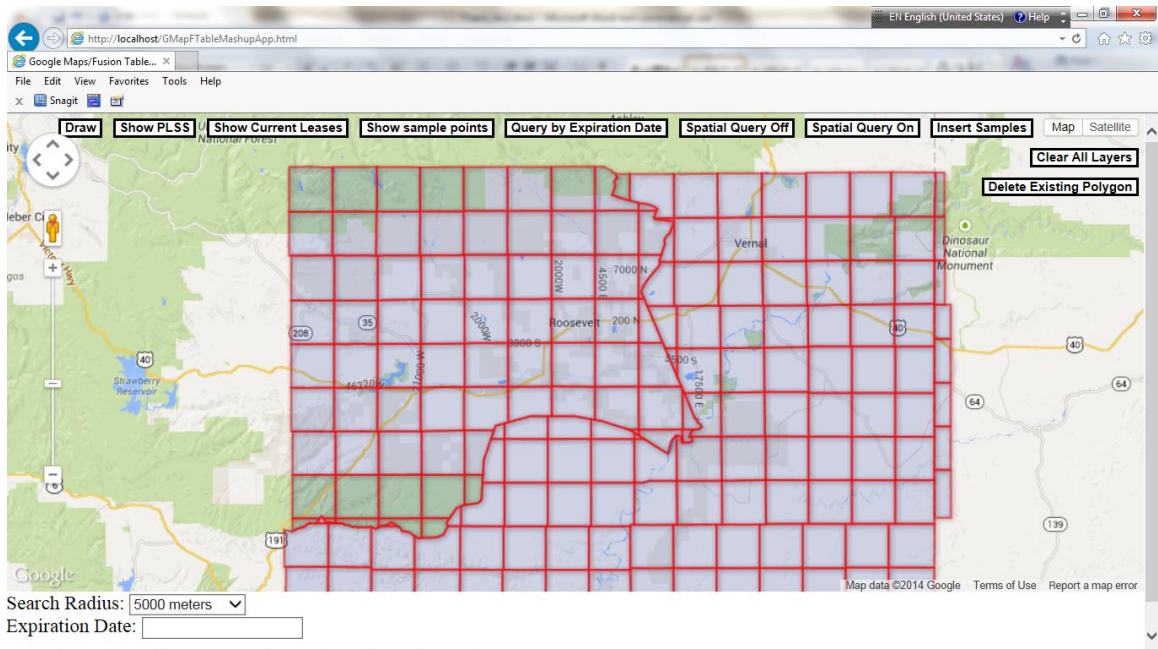 EN English (United States) Help
http://localhost/GMapFTableMashupApp.html
Google Maps/Fusion Table...
File Edit View Favorites Tools Help
x Snagit
Draw Show PLSS Show Current Leases Show sample points Query by Expiration Date Spatial Query Off Spatial Query On Insert Samples Map Satellite
National Forest
Clear All Layers
Delete Existing Polygon
Vernal
Dinosaur
National
Monument
7000 N
4500 E
2000W
Roosevelt 200 N
2000W
3000 S
208
35
40
40
40
Strawberry
Reservoir
17500 E
64
64
6
191
139
Google
Map data ©2014 Google Terms of Use Report a map error
Search Radius: 5000 meters
Expiration Date: